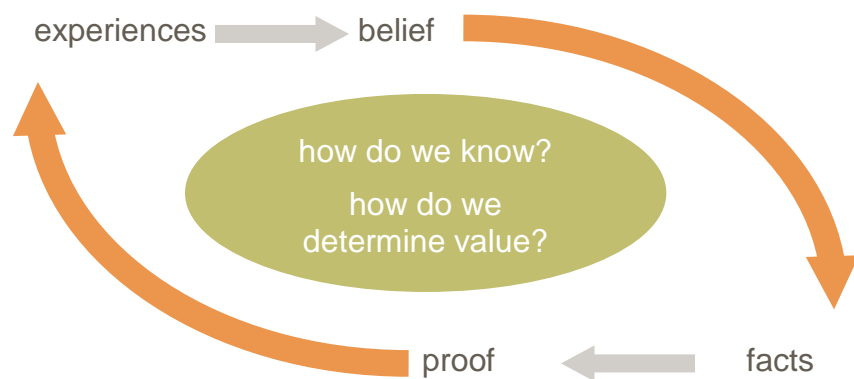 experiences
belief
how do we know?
how do we
determine value?
proof
facts